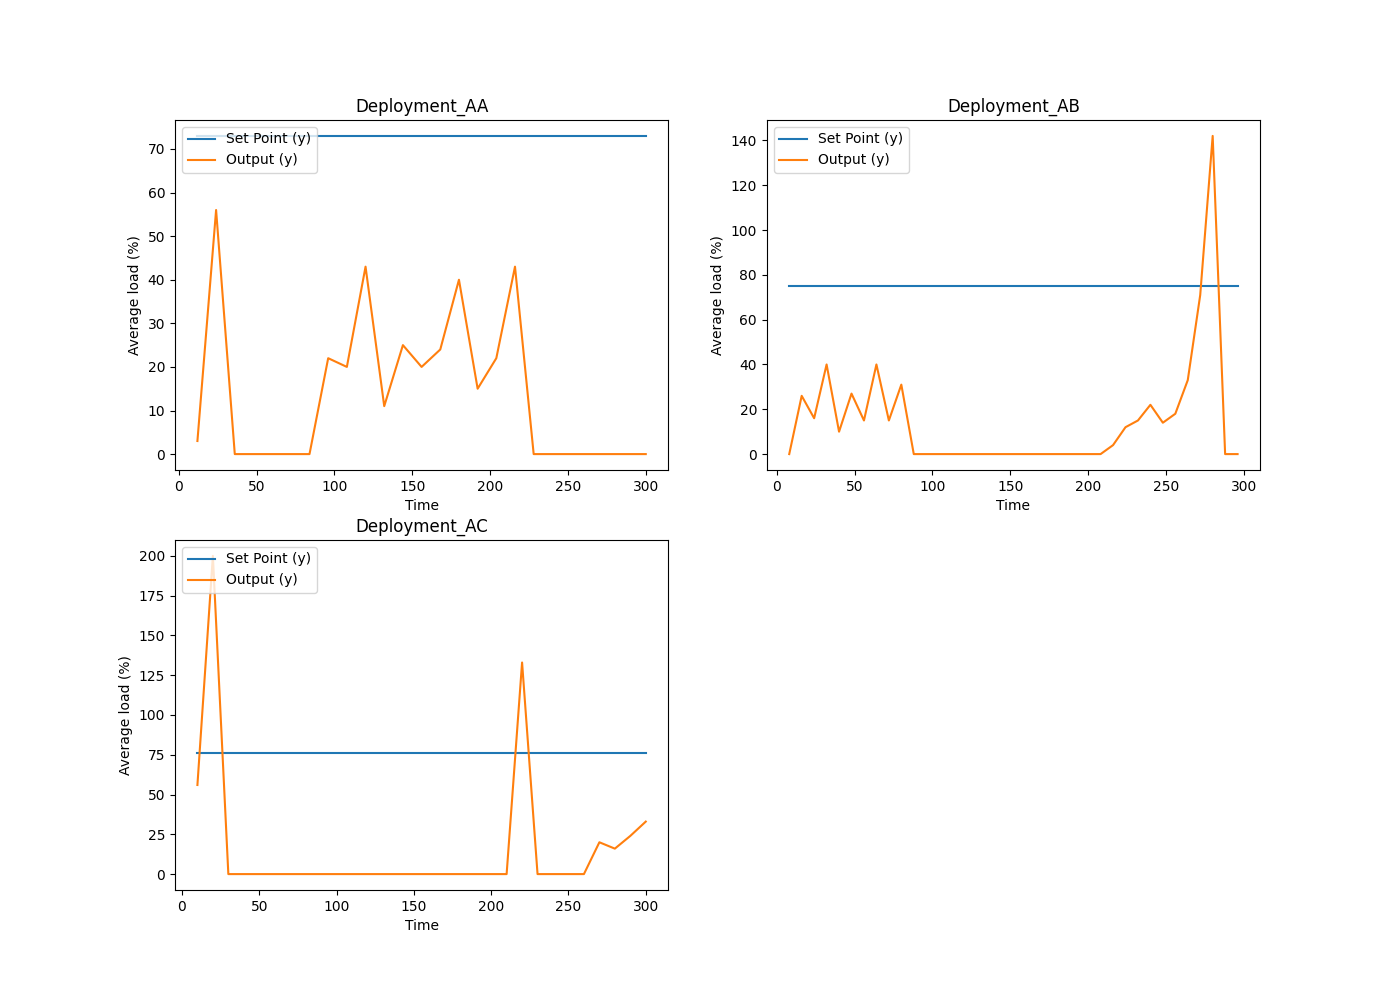 Deployment_AA
Set Point (y)
Output (y)
70
60
50
40
30
20
10
0
Average load (%)
0 50 100 150 200 250 300
Time
Deployment_AB
Set Point (y)
Output (y)
140
120
100
80
60
40
20
0
Average load (%)
0 50 100 150 200 250 300
Time
Deployment_AC
Set Point (y)
Output (y)
200
175
150
125
100
75
50
25
0
Average load (%)
0 50 100 150 200 250 300
Time